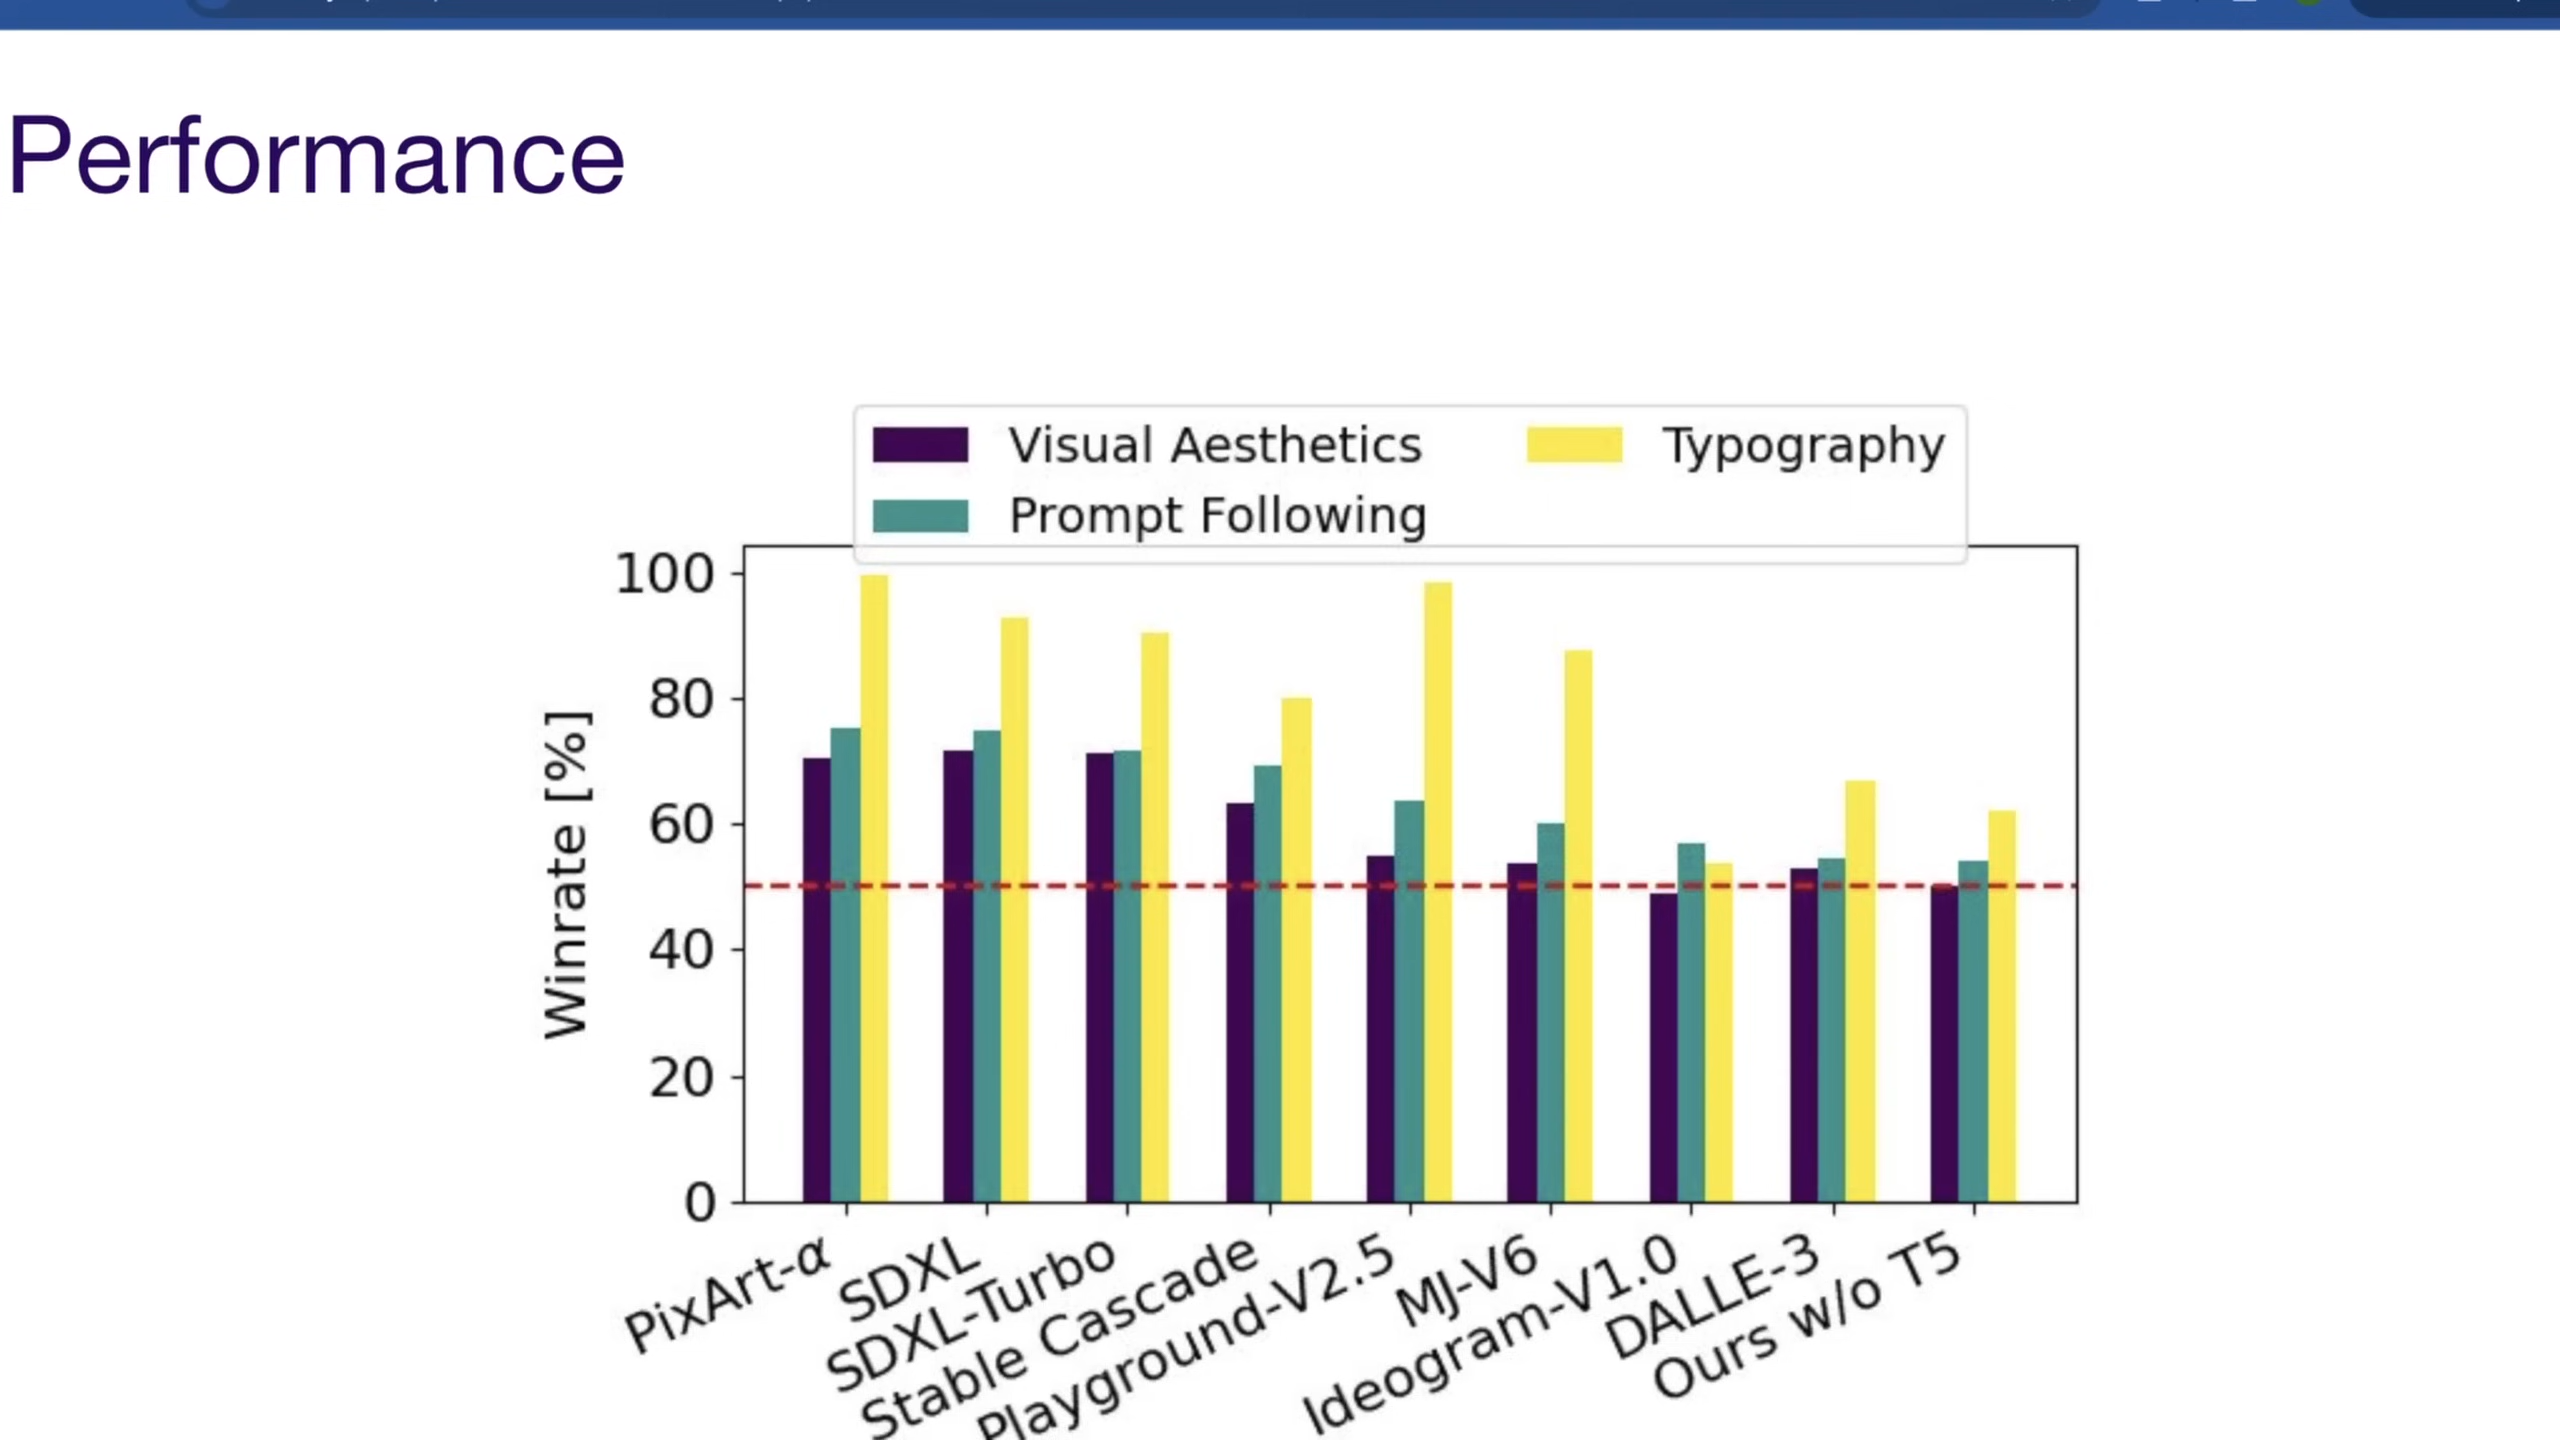 Performance
Visual Aesthetics
Typography
Prompt Following
100
80
60
40
20
0
Winrate [%]
PixArt-α
SDXL
SDXL-Turbo
Stable Cascade
Playground-V2.5
MJ-V6
Ideogram-V1.0
DALLE-3
Ours w/o T5